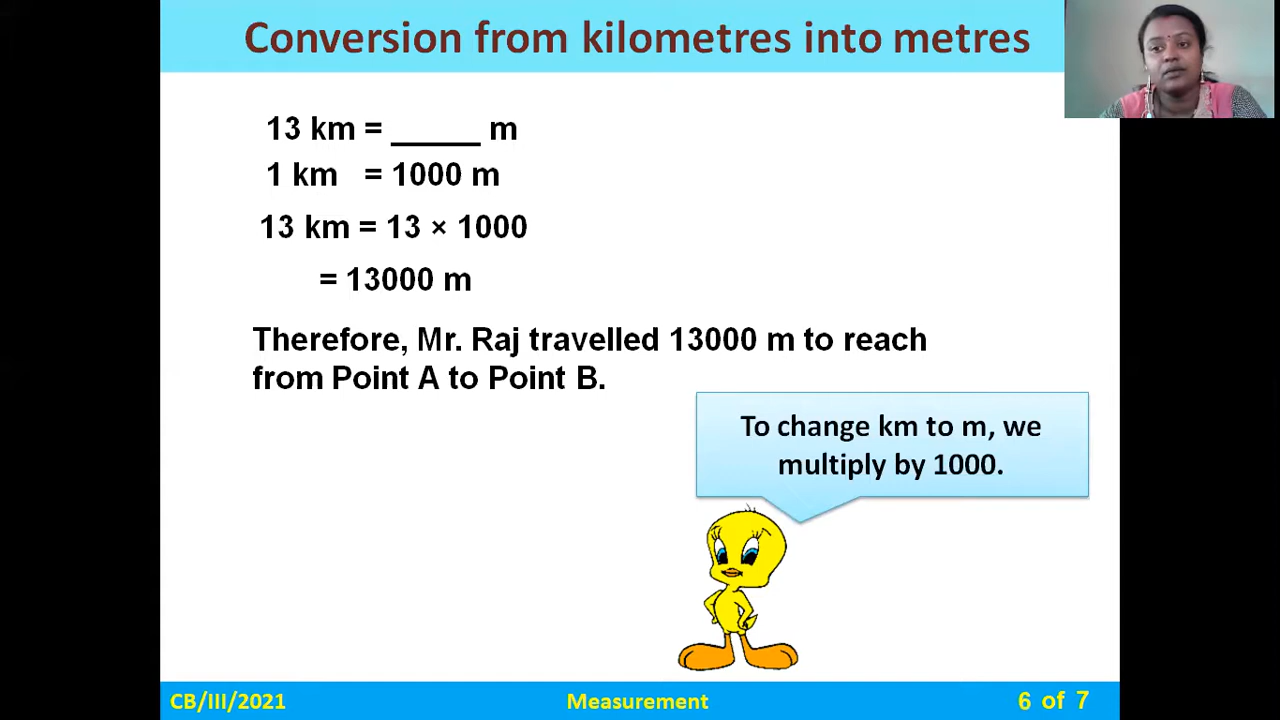 Conversion from kilometres into metres
13 km = _____ m
1 km = 1000 m
13 km = 13 × 1000
= 13000 m
Therefore, Mr. Raj travelled 13000 m to reach
from Point A to Point B.
To change km to m, we
multiply by 1000.
CB/III/2021 Measurement 6 of 7